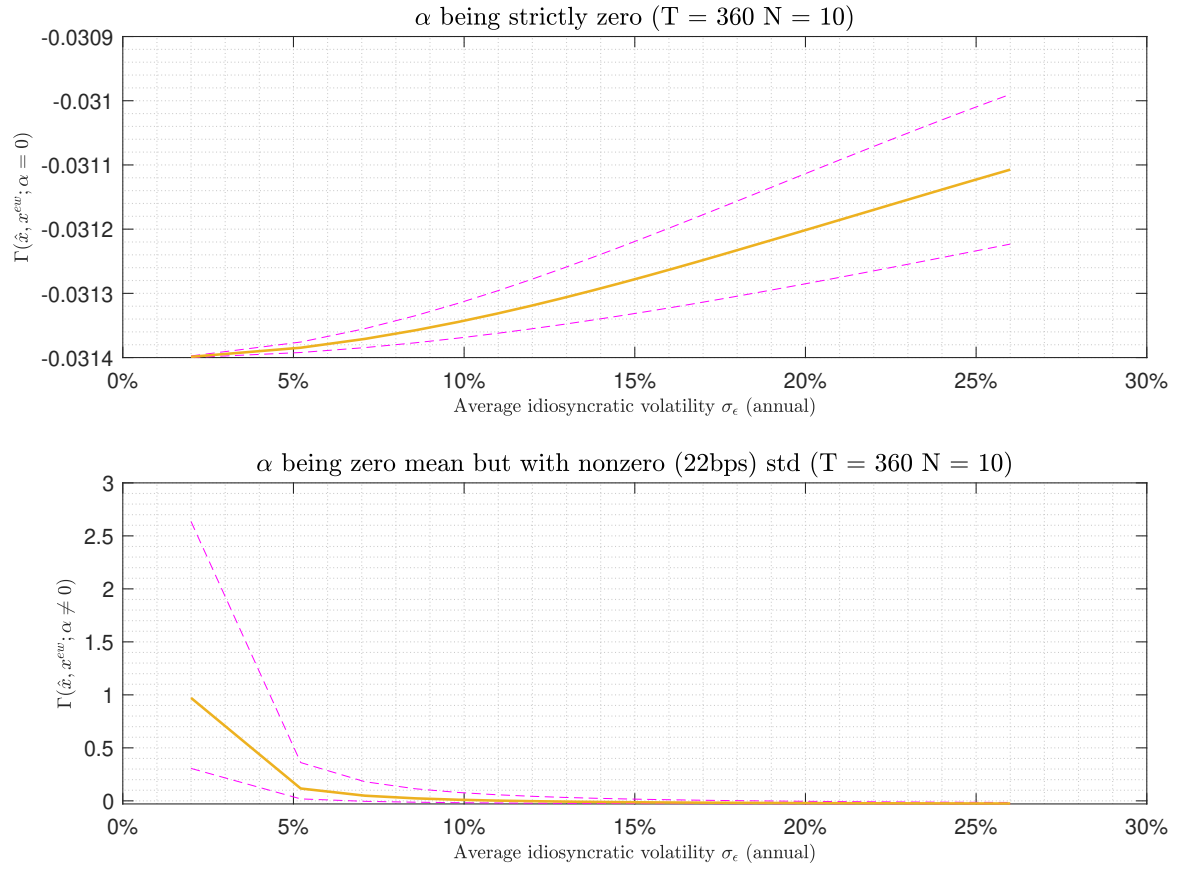 α being strictly zero (T = 360 N = 10)
-0.0309
-0.031
-0.0311
-0.0312
-0.0313
-0.0314
Γ(x̂, x^{ew}; α = 0)
0% 5% 10% 15% 20% 25% 30%
Average idiosyncratic volatility σ_ϵ (annual)
α being zero mean but with nonzero (22bps) std (T = 360 N = 10)
3
2.5
2
1.5
1
0.5
0
Γ(x̂, x^{ew}; α ≠ 0)
0% 5% 10% 15% 20% 25% 30%
Average idiosyncratic volatility σ_ϵ (annual)